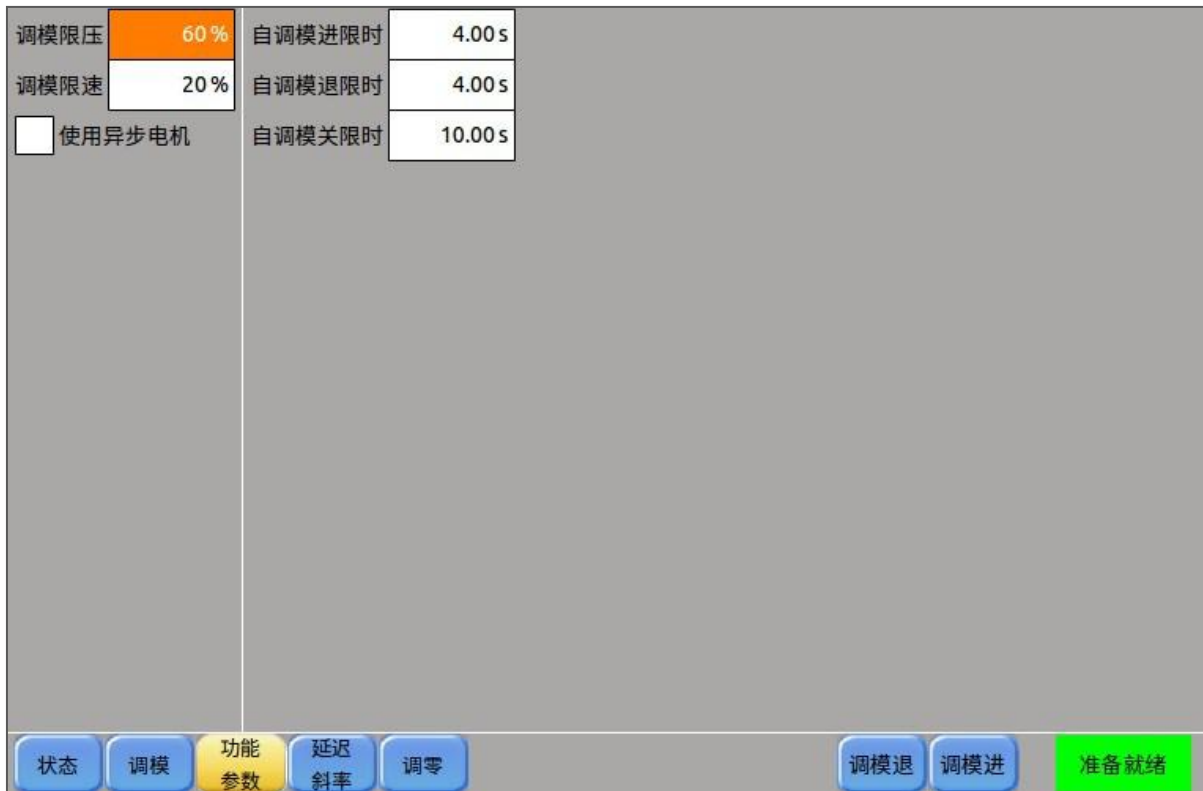 调模限压 60% 自调模进限时 4.00s
调模限速 20% 自调模退限时 4.00s
使用异步电机 自调模关限时 10.00s
状态 调模 功能参数 延迟斜率 调零 调模退 调模进 准备就绪